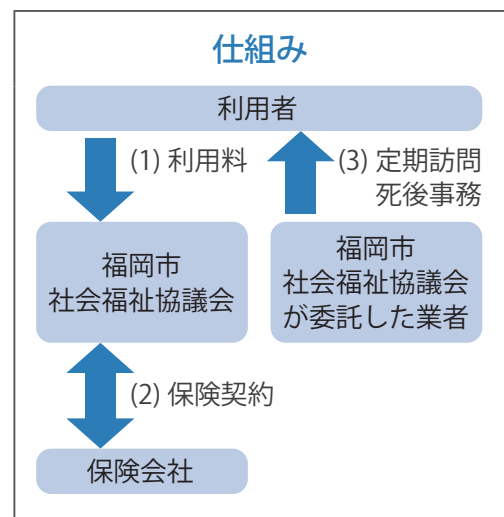 仕組み
利用者
(1) 利用料
(3) 定期訪問
死後事務
福岡市
社会福祉協議会
福岡市
社会福祉協議会
が委託した業者
(2) 保険契約
保険会社